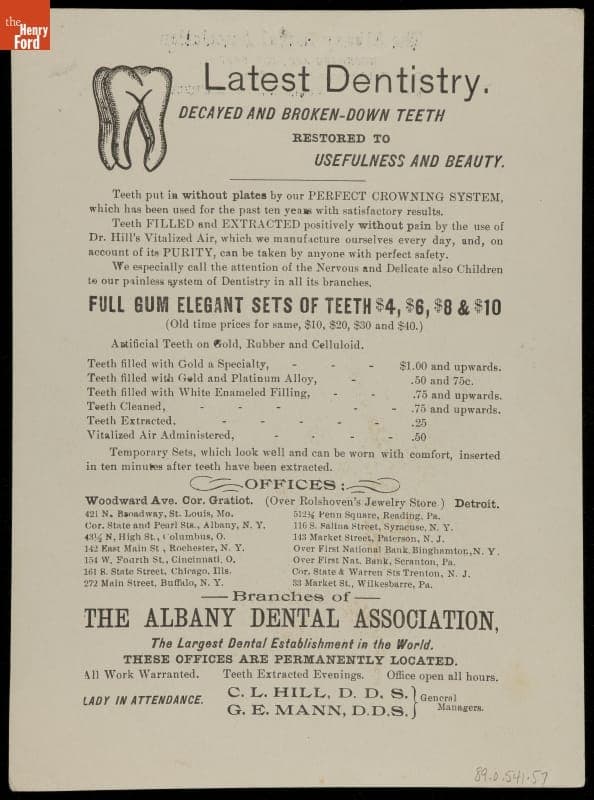 the
Henry
Ford
Latest Dentistry.
DECAYED AND BROKEN-DOWN TEETH
RESTORED TO
USEFULNESS AND BEAUTY.
Teeth put in without plates by our PERFECT CROWNING SYSTEM,
which has been used for the past ten years with satisfactory results.
Teeth FILLED and EXTRACTED positively without pain by the use of
Dr. Hill's Vitalized Air, which we manufacture ourselves every day, and, on
account of its PURITY, can be taken by anyone with perfect safety.
We especially call the attention of the Nervous and Delicate also Children
to our painless system of Dentistry in all its branches.
FULL GUM ELEGANT SETS OF TEETH $4, $6, $8 & $10
(Old time prices for same, $10, $20, $30 and $40.)
Artificial Teeth on Gold, Rubber and Celluloid.
Teeth filled with Gold a Specialty, - - - $1.00 and upwards.
Teeth filled with Gold and Platinum Alloy, - .50 and 75c.
Teeth filled with White Enameled Filling, - - .75 and upwards.
Teeth Cleaned, - - - - - - .75 and upwards.
Teeth Extracted. - - - - - .25
Vitalized Air Administered, - - - - .50
Temporary Sets, which look well and can be worn with comfort, inserted
in ten minutes after teeth have been extracted.
OFFICES:
Woodward Ave. Cor. Gratiot. (Over Rolshoven's Jewelry Store) Detroit.
421 N. Broadway, St. Louis, Mo. 512½ Penn Square, Reading, Pa.
Cor. State and Pearl Sts., Albany, N. Y. 116 S. Salina Street, Syracuse, N. Y.
43½ N, High St., Columbus, O. 143 Market Street, Paterson, N. J.
142 East Main St, Rochester, N. Y. Over First National Bank, Binghamton, N. Y.
154 W. Fourth St., Cincinnati, O. Over First Nat. Bank, Scranton, Pa.
161 S. State Street, Chicago, Ills. Cor. State & Warren Sts Trenton, N. J.
272 Main Street, Buffalo, N. Y. 33 Market St., Wilkesbarre, Pa.
—Branches of—
THE ALBANY DENTAL ASSOCIATION,
The Largest Dental Establishment in the World.
THESE OFFICES ARE PERMANENTLY LOCATED.
All Work Warranted. Teeth Extracted Evenings. Office open all hours.
LADY IN ATTENDANCE. C. L. HILL, D. D. S. } General
G. E. MANN, D.D.S. } Managers.
89.0.541.57